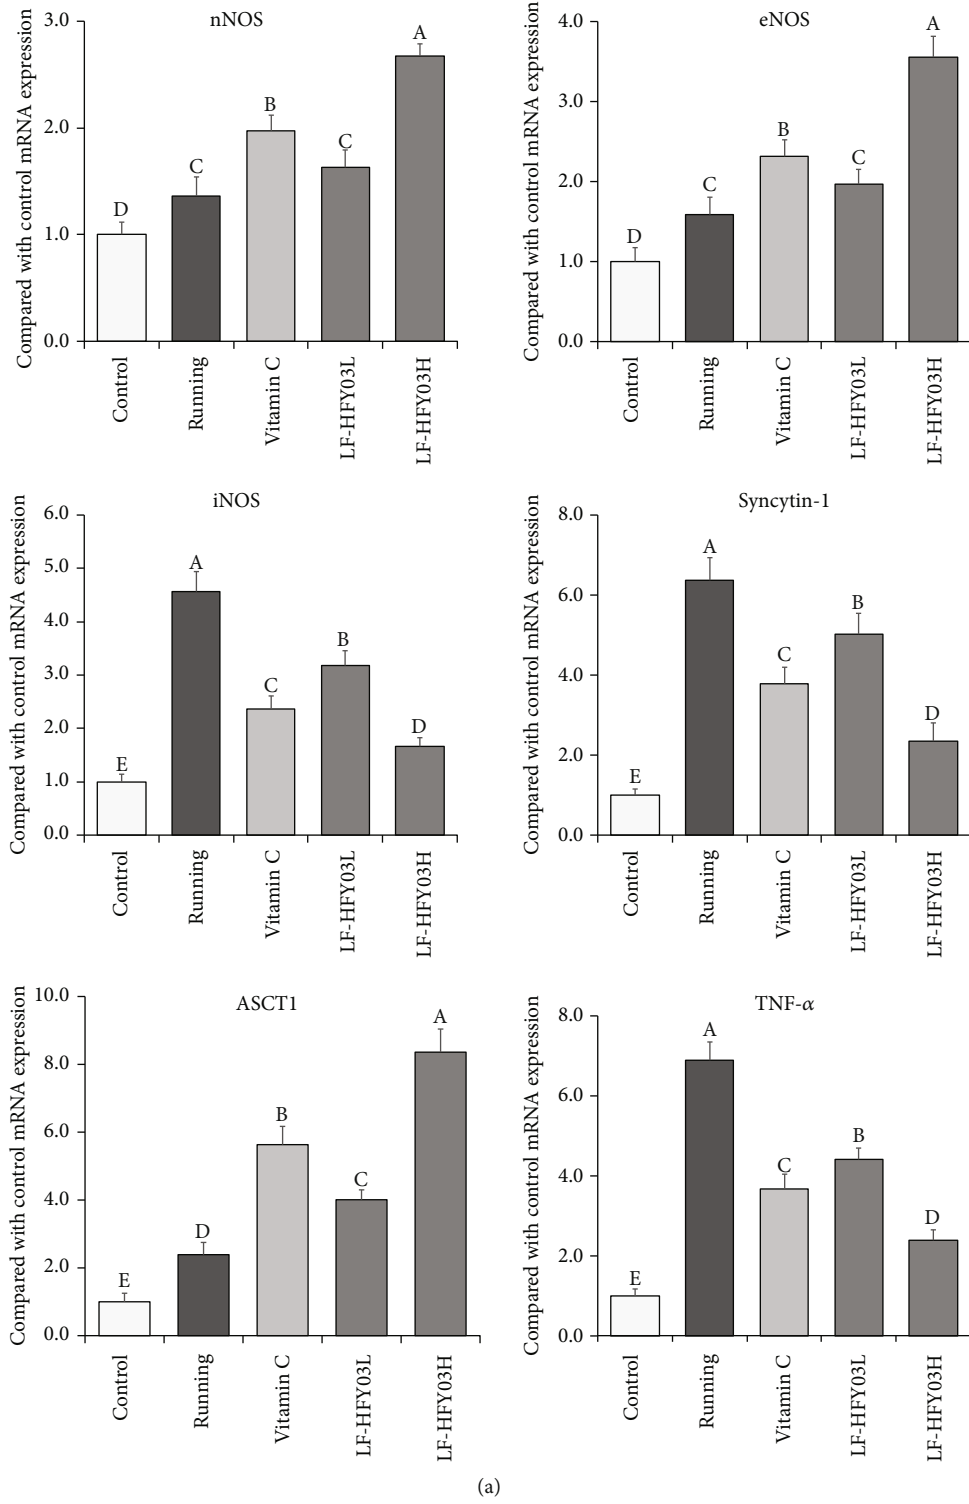 nNOS
Compared with control mRNA expression
3.0
2.0
1.0
0.0
D
C
B
C
A
Control
Running
Vitamin C
LF-HFY03L
LF-HFY03H
eNOS
Compared with control mRNA expression
4.0
3.0
2.0
1.0
0.0
D
C
B
C
A
Control
Running
Vitamin C
LF-HFY03L
LF-HFY03H
iNOS
Compared with control mRNA expression
6.0
5.0
4.0
3.0
2.0
1.0
0.0
E
A
C
B
D
Control
Running
Vitamin C
LF-HFY03L
LF-HFY03H
Syncytin-1
Compared with control mRNA expression
8.0
6.0
4.0
2.0
0.0
E
A
C
B
D
Control
Running
Vitamin C
LF-HFY03L
LF-HFY03H
ASCT1
Compared with control mRNA expression
10.0
8.0
6.0
4.0
2.0
0.0
E
D
B
C
A
Control
Running
Vitamin C
LF-HFY03L
LF-HFY03H
TNF-α
Compared with control mRNA expression
8.0
6.0
4.0
2.0
0.0
E
A
C
B
D
Control
Running
Vitamin C
LF-HFY03L
LF-HFY03H
(a)